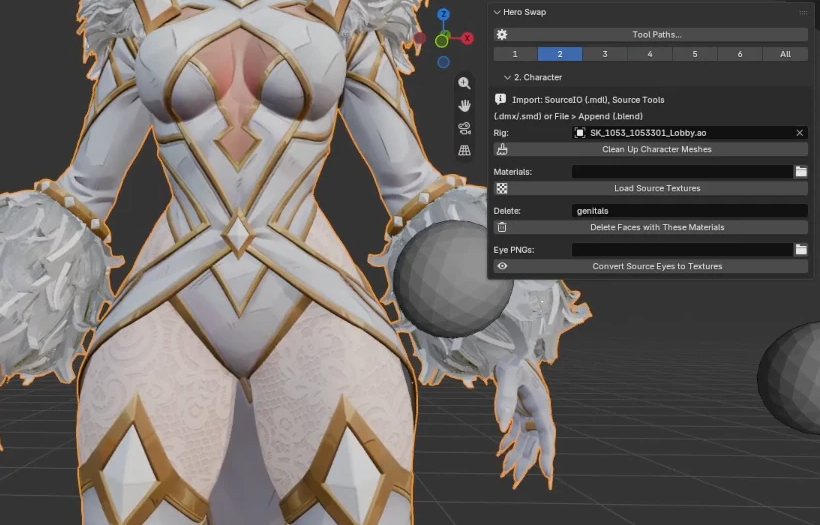 Hero Swap
Tool Paths...
1 2 3 4 5 6 All
2. Character
Import: SourceIO (.mdl), Source Tools
(.dmx/.smd) or File > Append (.blend)
Rig: SK_1053_1053301_Lobby.ao
Clean Up Character Meshes
Materials:
Load Source Textures
Delete: genitals
Delete Faces with These Materials
Eye PNGs:
Convert Source Eyes to Textures
Z
X